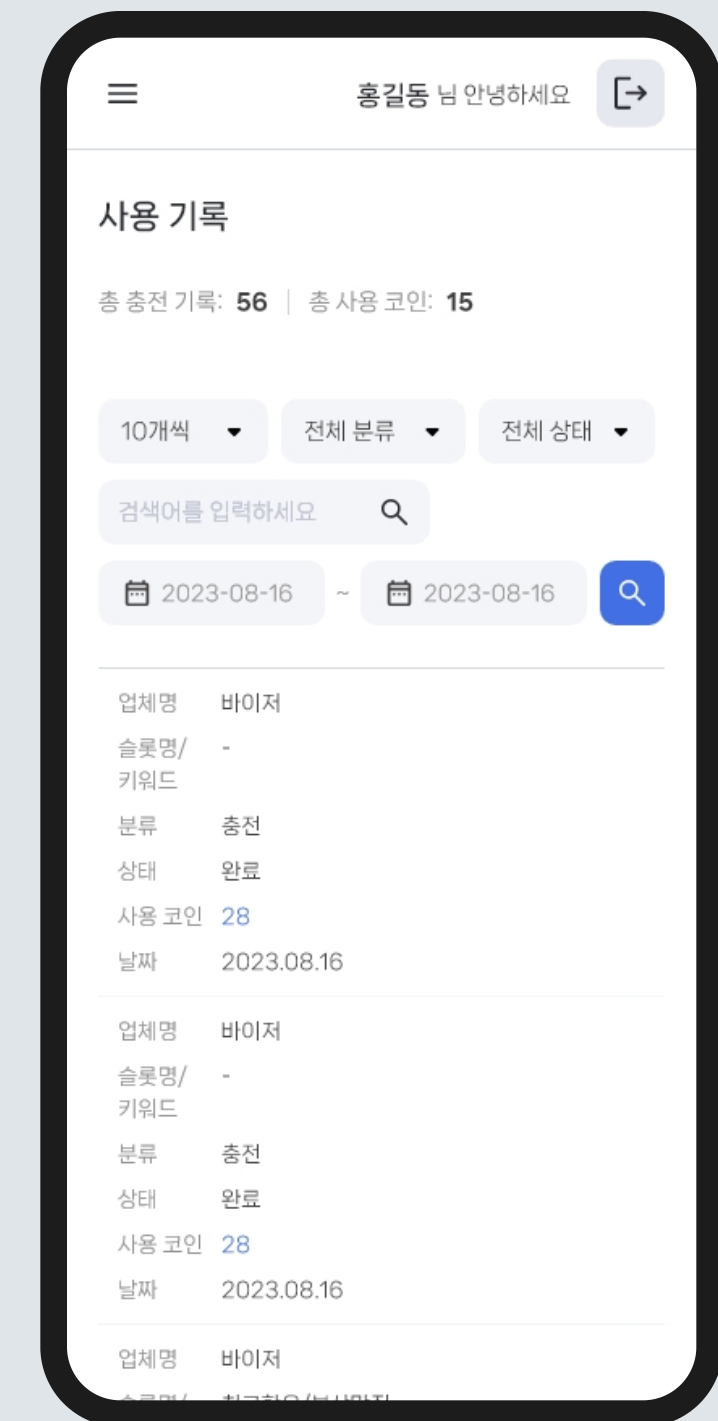 홍길동 님 안녕하세요
사용 기록
총 충전 기록: 56 총 사용 코인: 15
10개씩 전체 분류 전체 상태
검색어를 입력하세요
2023-08-16 ~ 2023-08-16
업체명 바이저
슬롯명/ -
키워드
분류 충전
상태 완료
사용 코인 28
날짜 2023.08.16
업체명 바이저
슬롯명/ -
키워드
분류 충전
상태 완료
사용 코인 28
날짜 2023.08.16
업체명 바이저